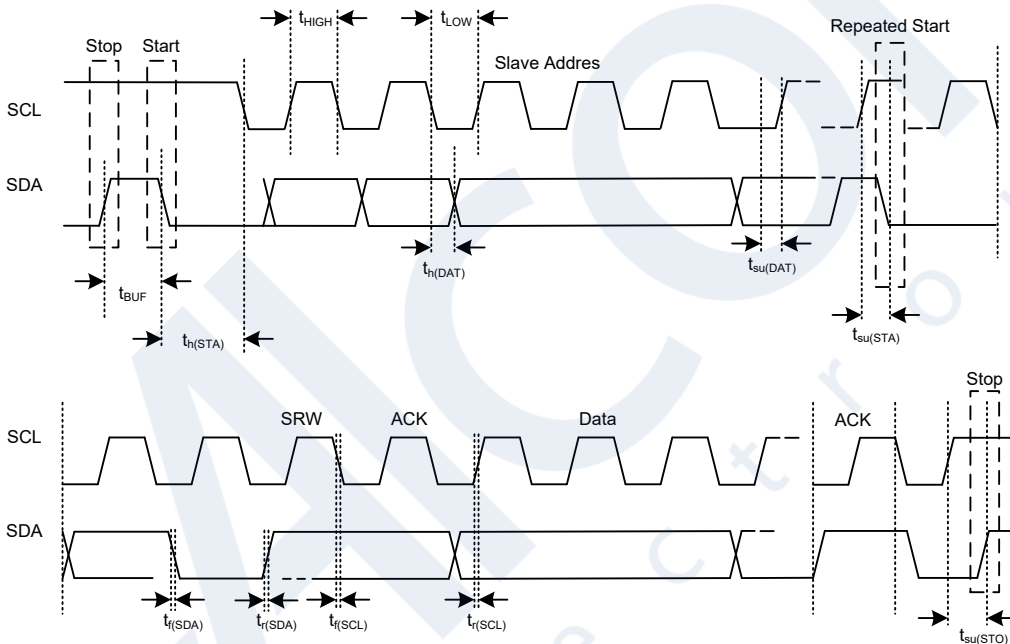 tHIGH tLOW Repeated Start
Stop Start
Slave Addres
SCL
SDA
th(DAT) tsu(DAT)
tBUF
th(STA) tsu(STA)
Stop
SRW ACK Data ACK
SCL
SDA
tf(SDA) tr(SDA) tf(SCL) tr(SCL)
tsu(STO)